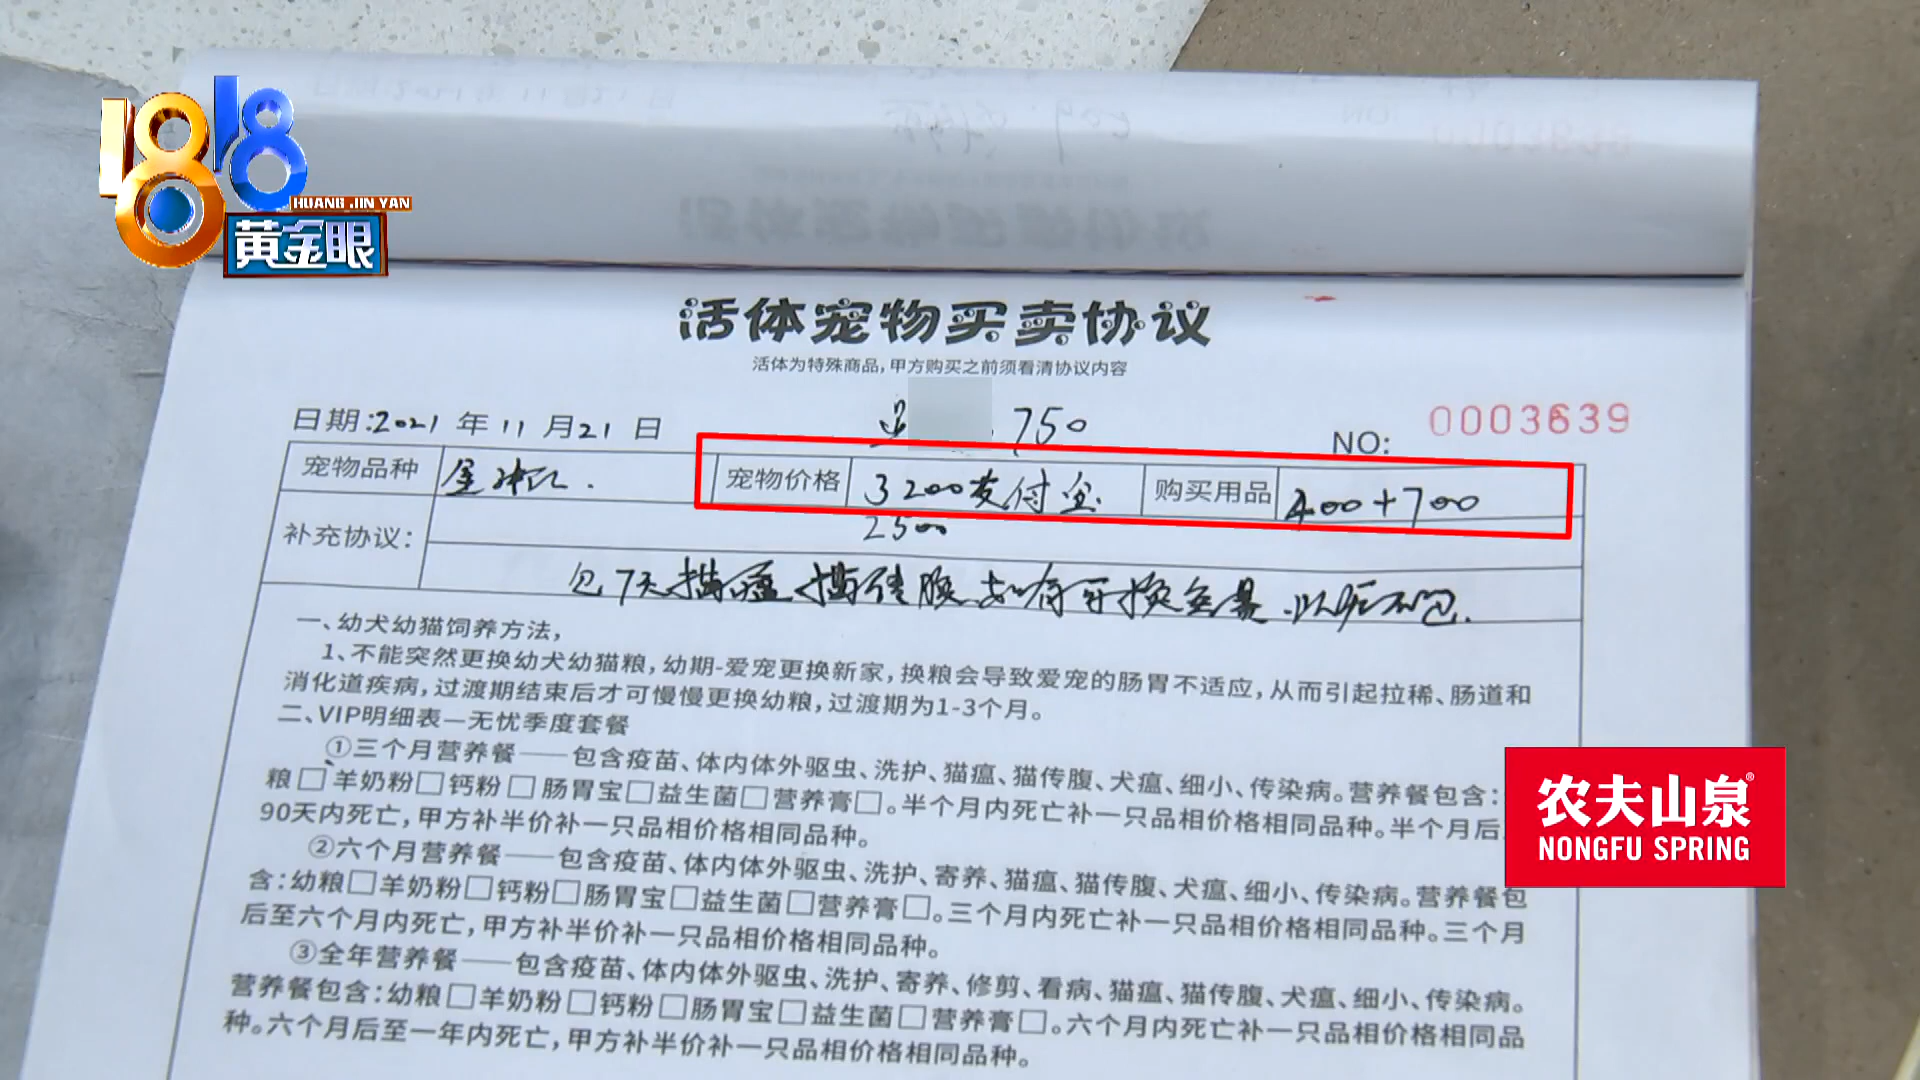 1818
HUANG JIN YAN
黄金眼
活体宠物买卖协议
活体为特殊商品，甲方购买之前须看清协议内容
日期：2021 年 11 月 21 日
750
NO：
0003639
宠物品种 宠物价格 3200支付宝 购买用品 400+700
补充协议： 2500
包7天 以后不包.
一、幼犬幼猫饲养方法，
1、不能突然更换幼犬幼猫粮，幼期-爱宠更换新家，换粮会导致爱宠的肠胃不适应，从而引起拉稀、肠道和
消化道疾病，过渡期结束后才可慢慢更换幼粮，过渡期为1-3个月。
二、VIP明细表—无忧季度套餐
①三个月营养餐——包含疫苗、体内体外驱虫、洗护、猫瘟、猫传腹、犬瘟、细小、传染病。营养餐包含：
粮□羊奶粉□钙粉□肠胃宝□益生菌□营养膏□。半个月内死亡补一只品相价格相同品种。半个月后
90天内死亡，甲方补半价补一只品相价格相同品种。
②六个月营养餐——包含疫苗、体内体外驱虫、洗护、寄养、猫瘟、猫传腹、犬瘟、细小、传染病。营养餐包
含：幼粮□羊奶粉□钙粉□肠胃宝□益生菌□营养膏□。三个月内死亡补一只品相价格相同品种。三个月
后至六个月内死亡，甲方补半价补一只品相价格相同品种。
③全年营养餐——包含疫苗、体内体外驱虫、洗护、寄养、修剪、看病、猫瘟、猫传腹、犬瘟、细小、传染病。
营养餐包含：幼粮□羊奶粉□钙粉□肠胃宝□益生菌□营养膏□。六个月内死亡补一只品相价格相同品
种。六个月后至一年内死亡，甲方补半价补一只品相价格相同品种。
农夫山泉®
NONGFU SPRING